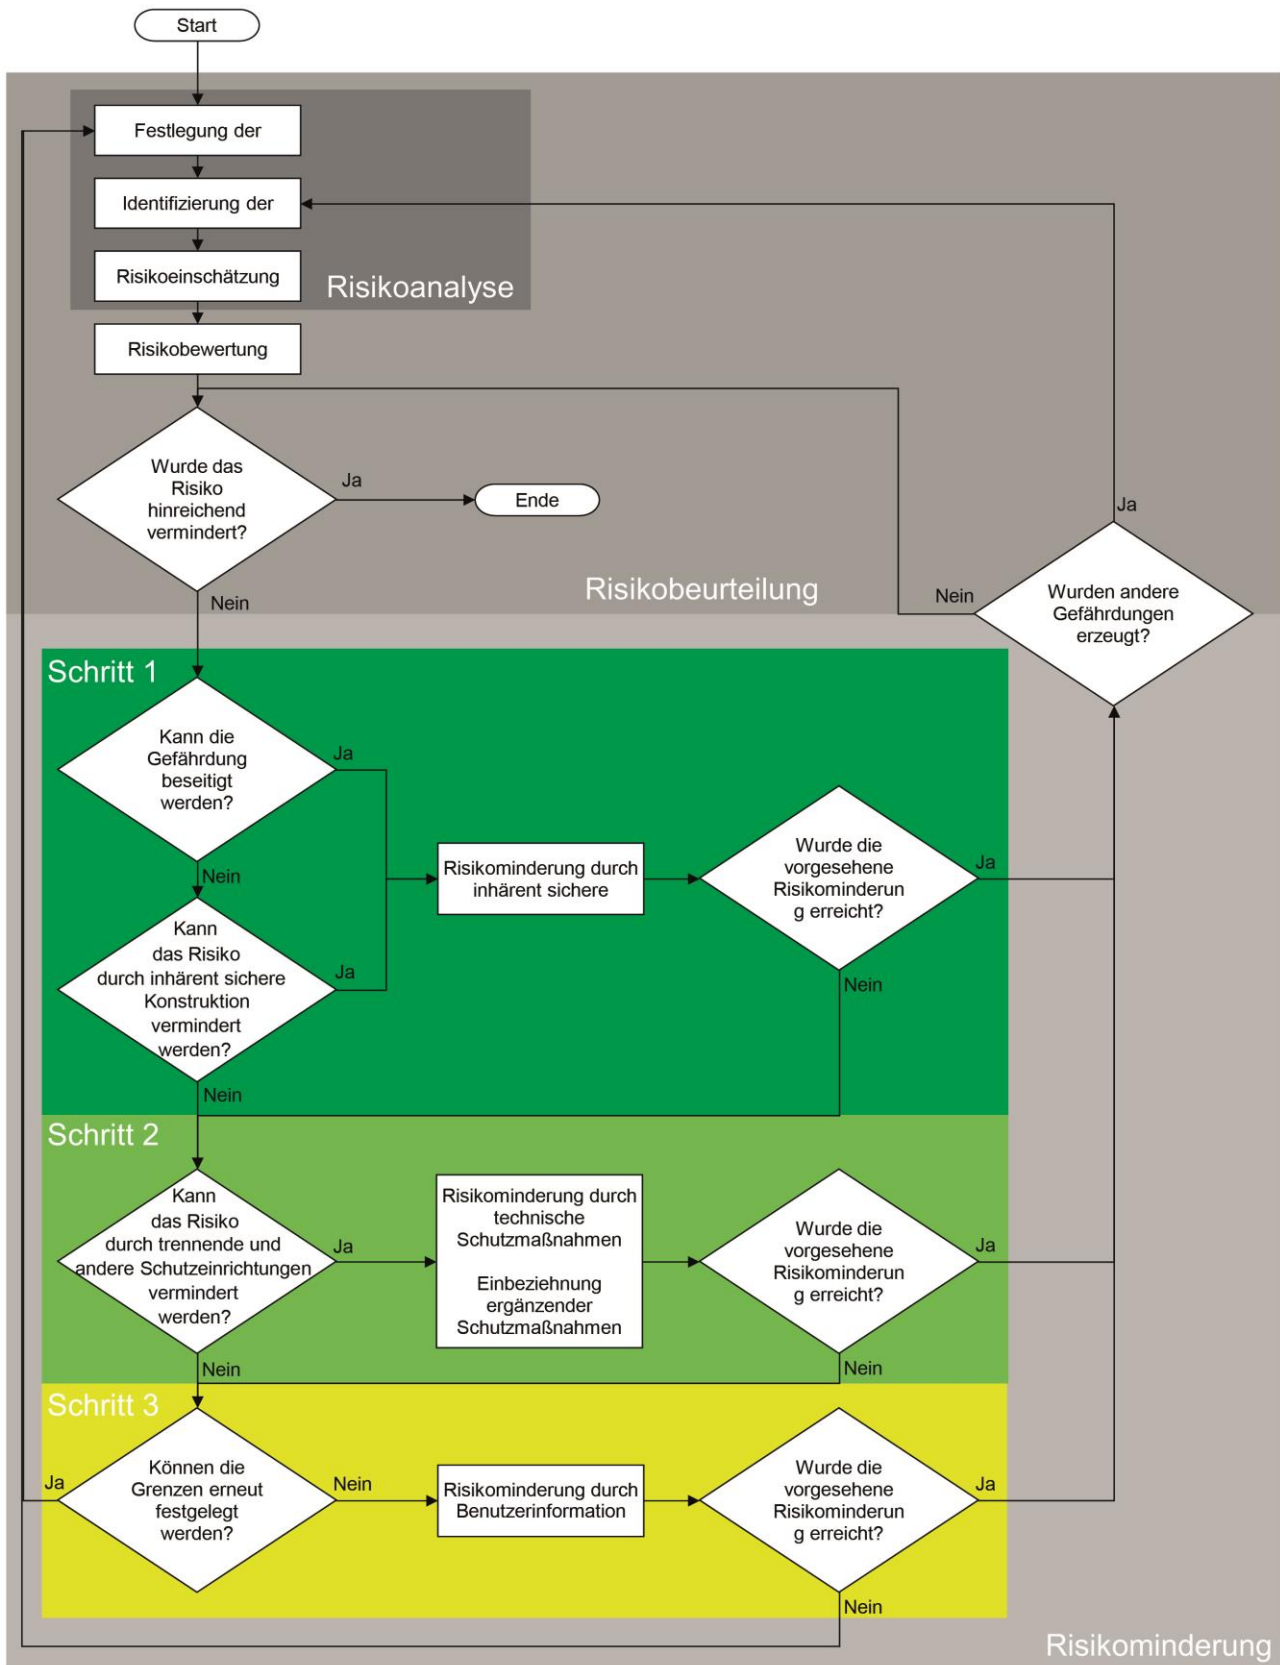 Start
Festlegung der
Identifizierung der
Risikoeinschätzung
Risikoanalyse
Risikobewertung
Wurde das
Risiko
hinreichend
vermindert?
Ja
Ende
Nein
Risikobeurteilung
Ja
Wurden andere
Gefährdungen
erzeugt?
Nein
Schritt 1
Kann die
Gefährdung
beseitigt
werden?
Ja
Nein
Kann
das Risiko
durch inhärent sichere
Konstruktion
vermindert
werden?
Ja
Nein
Risikominderung durch
inhärent sichere
Wurde die
vorgesehene
Risikominderun
g erreicht?
Ja
Nein
Schritt 2
Kann
das Risiko
durch trennende und
andere Schutzeinrichtungen
vermindert
werden?
Ja
Nein
Risikominderung durch
technische
Schutzmaßnahmen
Einbeziehnung
ergänzender
Schutzmaßnahmen
Wurde die
vorgesehene
Risikominderun
g erreicht?
Ja
Nein
Schritt 3
Ja
Können die
Grenzen erneut
festgelegt
werden?
Nein
Risikominderung durch
Benutzerinformation
Wurde die
vorgesehene
Risikominderun
g erreicht?
Ja
Nein
Risikominderung